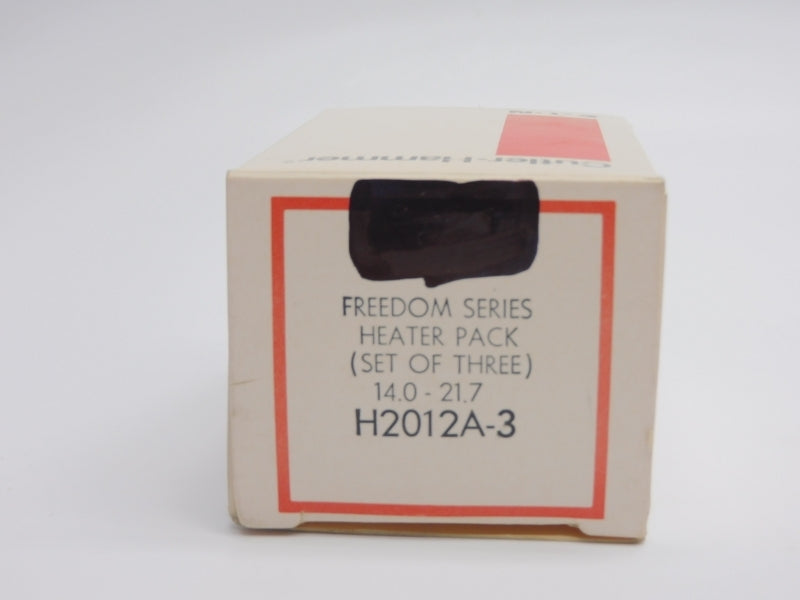 Cutler-Hammer
FREEDOM SERIES
HEATER PACK
(SET OF THREE)
14.0 - 21.7
H2012A-3